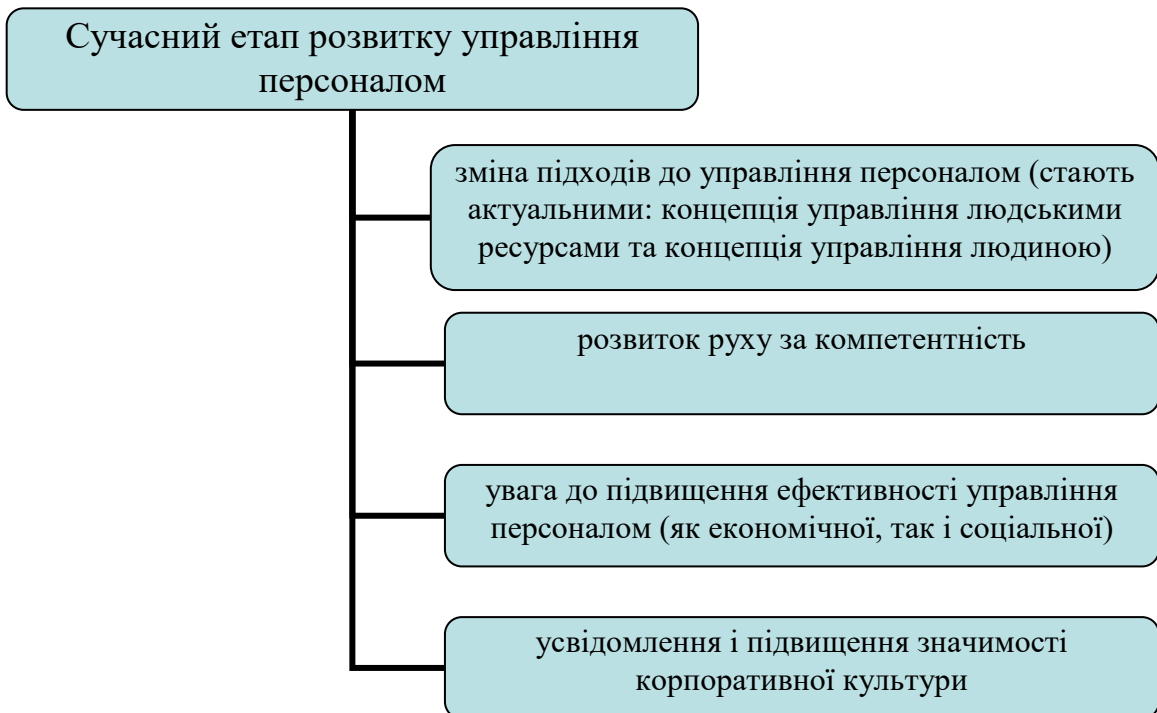 Сучасний етап розвитку управління
персоналом
зміна підходів до управління персоналом (стають
актуальними: концепція управління людськими
ресурсами та концепція управління людиною)
розвиток руху за компетентність
увага до підвищення ефективності управління
персоналом (як економічної, так і соціальної)
усвідомлення і підвищення значимості
корпоративної культури